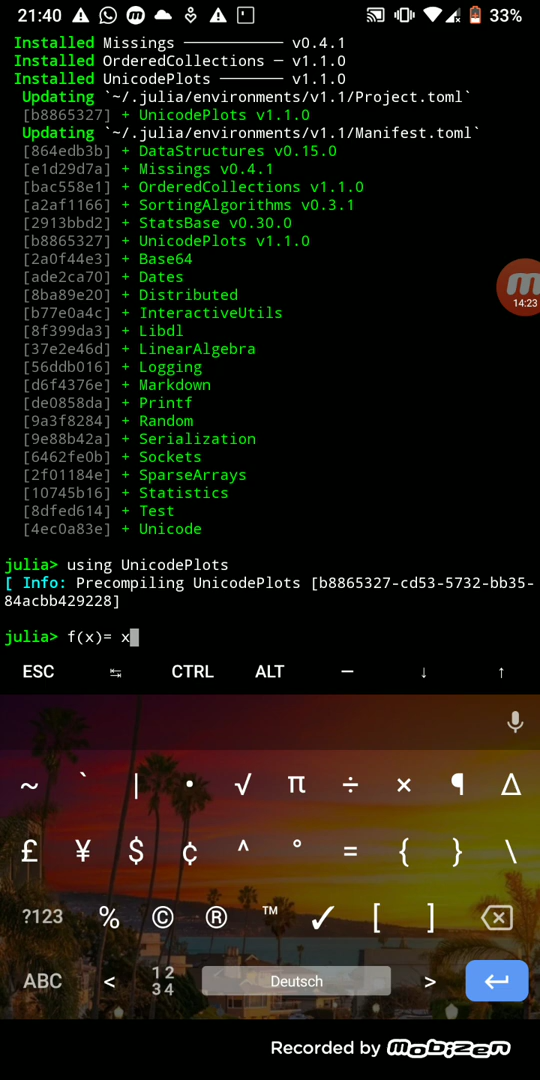 21:40 33%
Installed Missings ─────────── v0.4.1
Installed OrderedCollections ─ v1.1.0
Installed UnicodePlots ────── v1.1.0
Updating `~/.julia/environments/v1.1/Project.toml`
[b8865327] + UnicodePlots v1.1.0
Updating `~/.julia/environments/v1.1/Manifest.toml`
[864edb3b] + DataStructures v0.15.0
[e1d29d7a] + Missings v0.4.1
[bac558e1] + OrderedCollections v1.1.0
[a2af1166] + SortingAlgorithms v0.3.1
[2913bbd2] + StatsBase v0.30.0
[b8865327] + UnicodePlots v1.1.0
[2a0f44e3] + Base64
[ade2ca70] + Dates
[8ba89e20] + Distributed
14:23
[b77e0a4c] + InteractiveUtils
[8f399da3] + Libdl
[37e2e46d] + LinearAlgebra
[56ddb016] + Logging
[d6f4376e] + Markdown
[de0858da] + Printf
[9a3f8284] + Random
[9e88b42a] + Serialization
[6462fe0b] + Sockets
[2f01184e] + SparseArrays
[10745b16] + Statistics
[8dfed614] + Test
[4ec0a83e] + Unicode
julia> using UnicodePlots
[ Info: Precompiling UnicodePlots [b8865327-cd53-5732-bb35-
84acbb429228]
julia> f(x)= x
ESC ↹ CTRL ALT — ↓ ↑
~ ` | • √ π ÷ × ¶ Δ
£ ¥ $ ¢ ^ ° = { } \
?123 % © ® ™ ✓ [ ]
ABC < 12 34 Deutsch >
Recorded by Mobizen